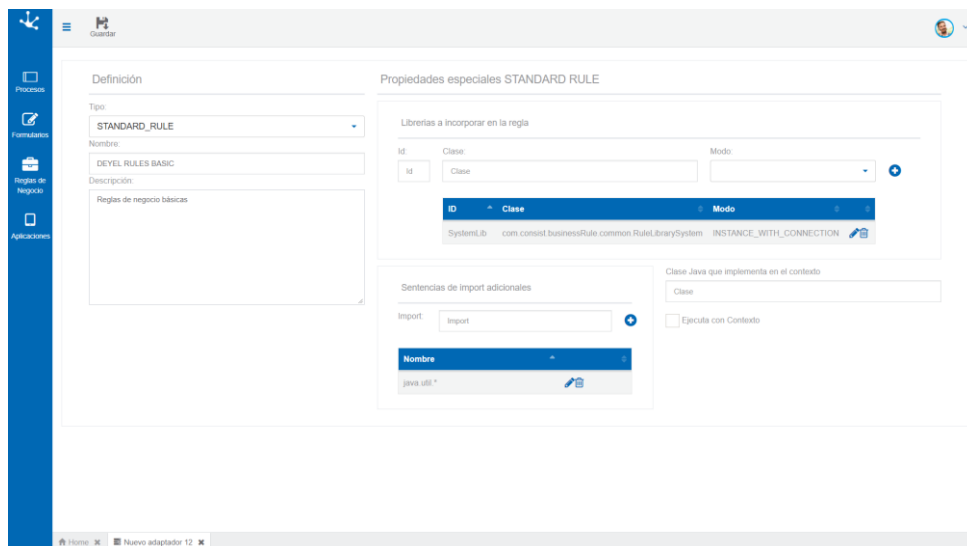 Guardar
Procesos
Formularios
Reglas de
Negocio
Aplicaciones
Definición
Tipo:
STANDARD_RULE
Nombre:
DEYEL RULES BASIC
Descripción:
Reglas de negocio básicas
Propiedades especiales STANDARD RULE
Librerias a incorporar en la regla
Id: Clase: Modo:
Id Clase
ID Clase Modo
SystemLib com.consist.businessRule.common.RuleLibrarySystem INSTANCE_WITH_CONNECTION
Sentencias de import adicionales
Import Import
Nombre
java.util.*
Clase Java que implementa en el contexto
Clase
Ejecuta con Contexto
Home Nuevo adaptador 12